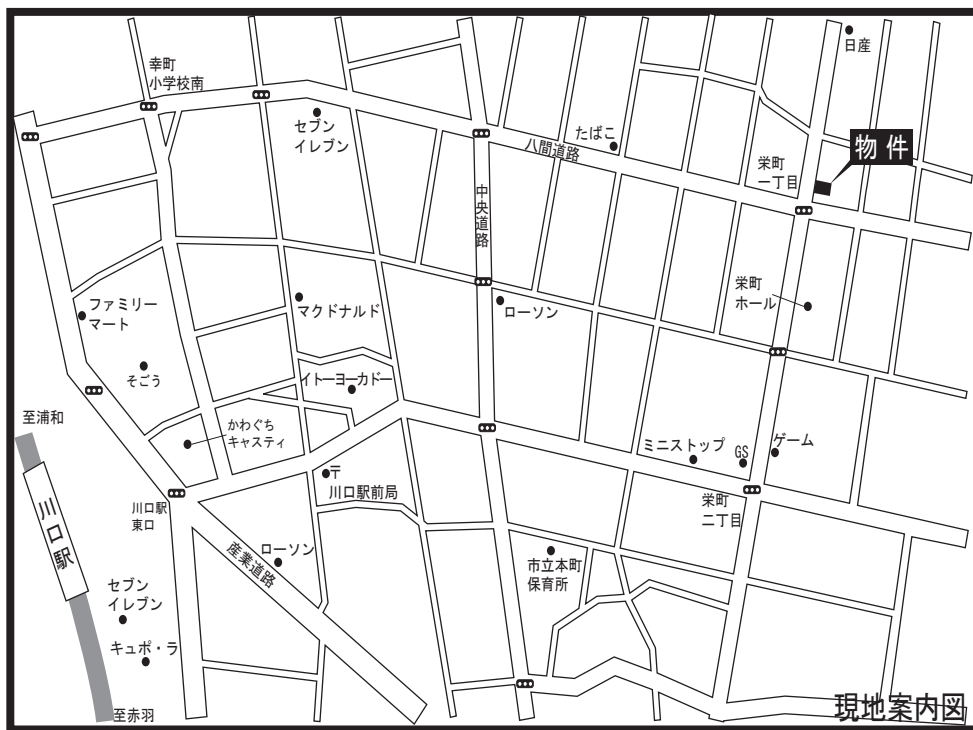 日産
幸町
小学校南
セブン
イレブン
たばこ
八間道路
栄町
一丁目
物件
中央道路
栄町
ホール
ファミリー
マート
マクドナルド
ローソン
そごう
イトーヨーカドー
至浦和
かわぐち
キャスティ
ミニストップ
GS
ゲーム
〒
川口駅前局
川口駅
東口
栄町
二丁目
川口駅
産業道路
ローソン
市立本町
保育所
セブン
イレブン
キュポ・ラ
至赤羽
現地案内図